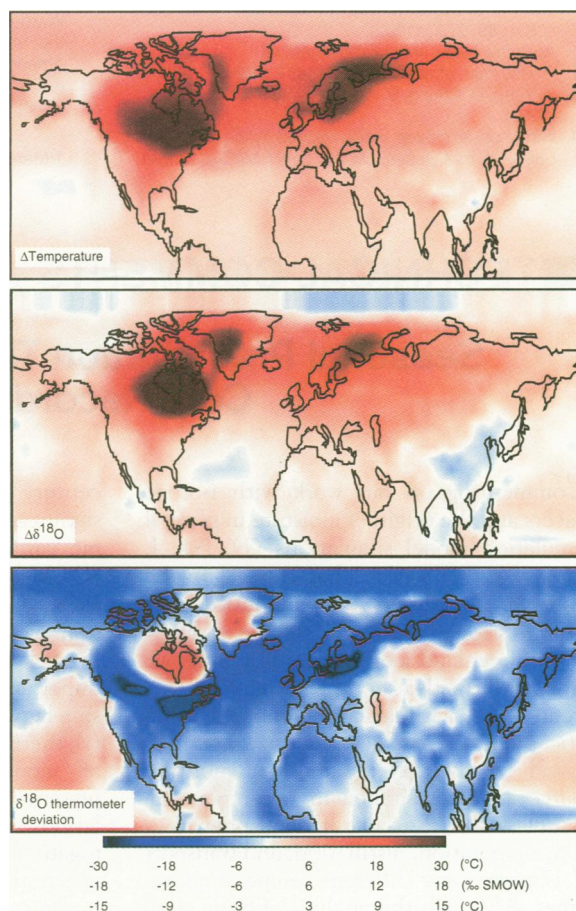 ΔTemperature
Δδ¹⁸O
δ¹⁸O thermometer
deviation
-30 -18 -6 6 18 30 (°C)
-18 -12 -6 6 12 18 (‰ SMOW)
-15 -9 -3 3 9 15 (°C)